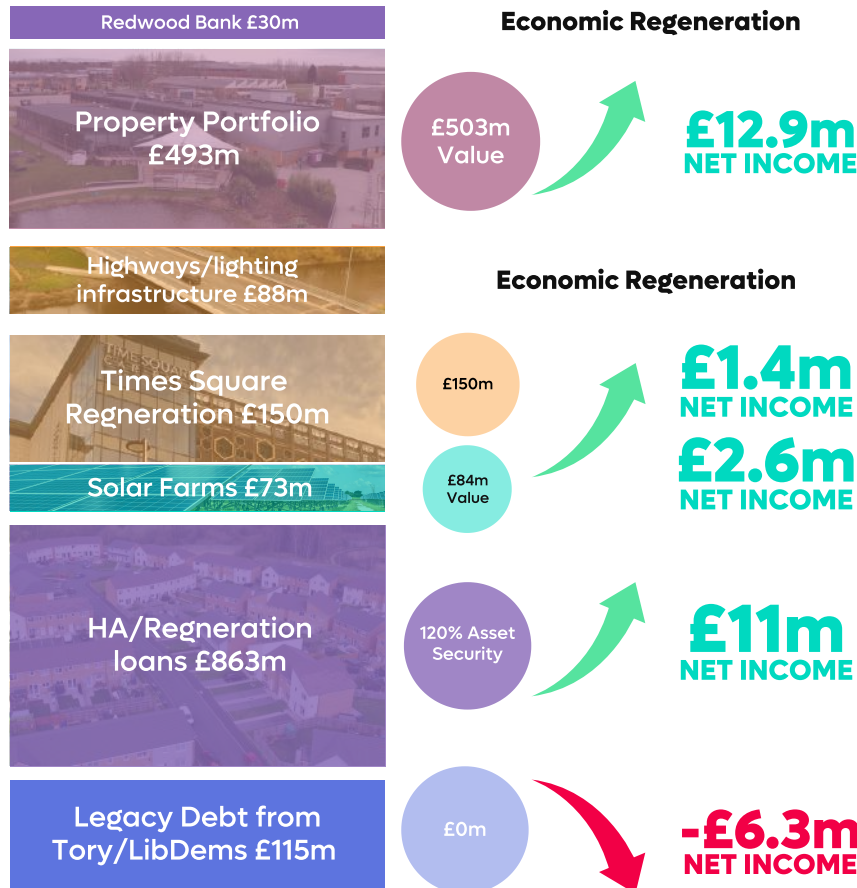 Redwood Bank £30m
Economic Regeneration
Property Portfolio
£493m
£503m
Value
£12.9m
NET INCOME
Highways/lighting
infrastructure £88m
Economic Regeneration
TIME SQUARE
Times Square
Regneration £150m
£150m
£1.4m
NET INCOME
Solar Farms £73m
£84m
Value
£2.6m
NET INCOME
HA/Regneration
loans £863m
120% Asset
Security
£11m
NET INCOME
Legacy Debt from
Tory/LibDems £115m
£0m
-£6.3m
NET INCOME